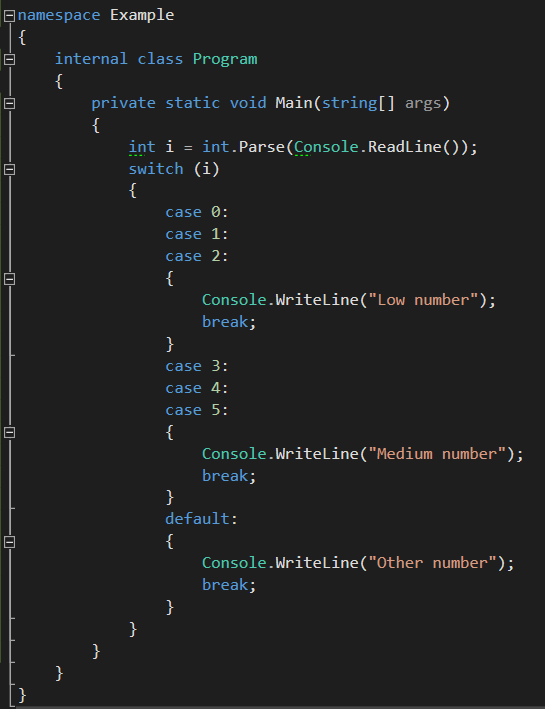 namespace Example
{
    internal class Program
    {
        private static void Main(string[] args)
        {
            int i = int.Parse(Console.ReadLine());
            switch (i)
            {
                case 0:
                case 1:
                case 2:
                {
                    Console.WriteLine("Low number");
                    break;
                }
                case 3:
                case 4:
                case 5:
                {
                    Console.WriteLine("Medium number");
                    break;
                }
                default:
                {
                    Console.WriteLine("Other number");
                    break;
                }
            }
        }
    }
}